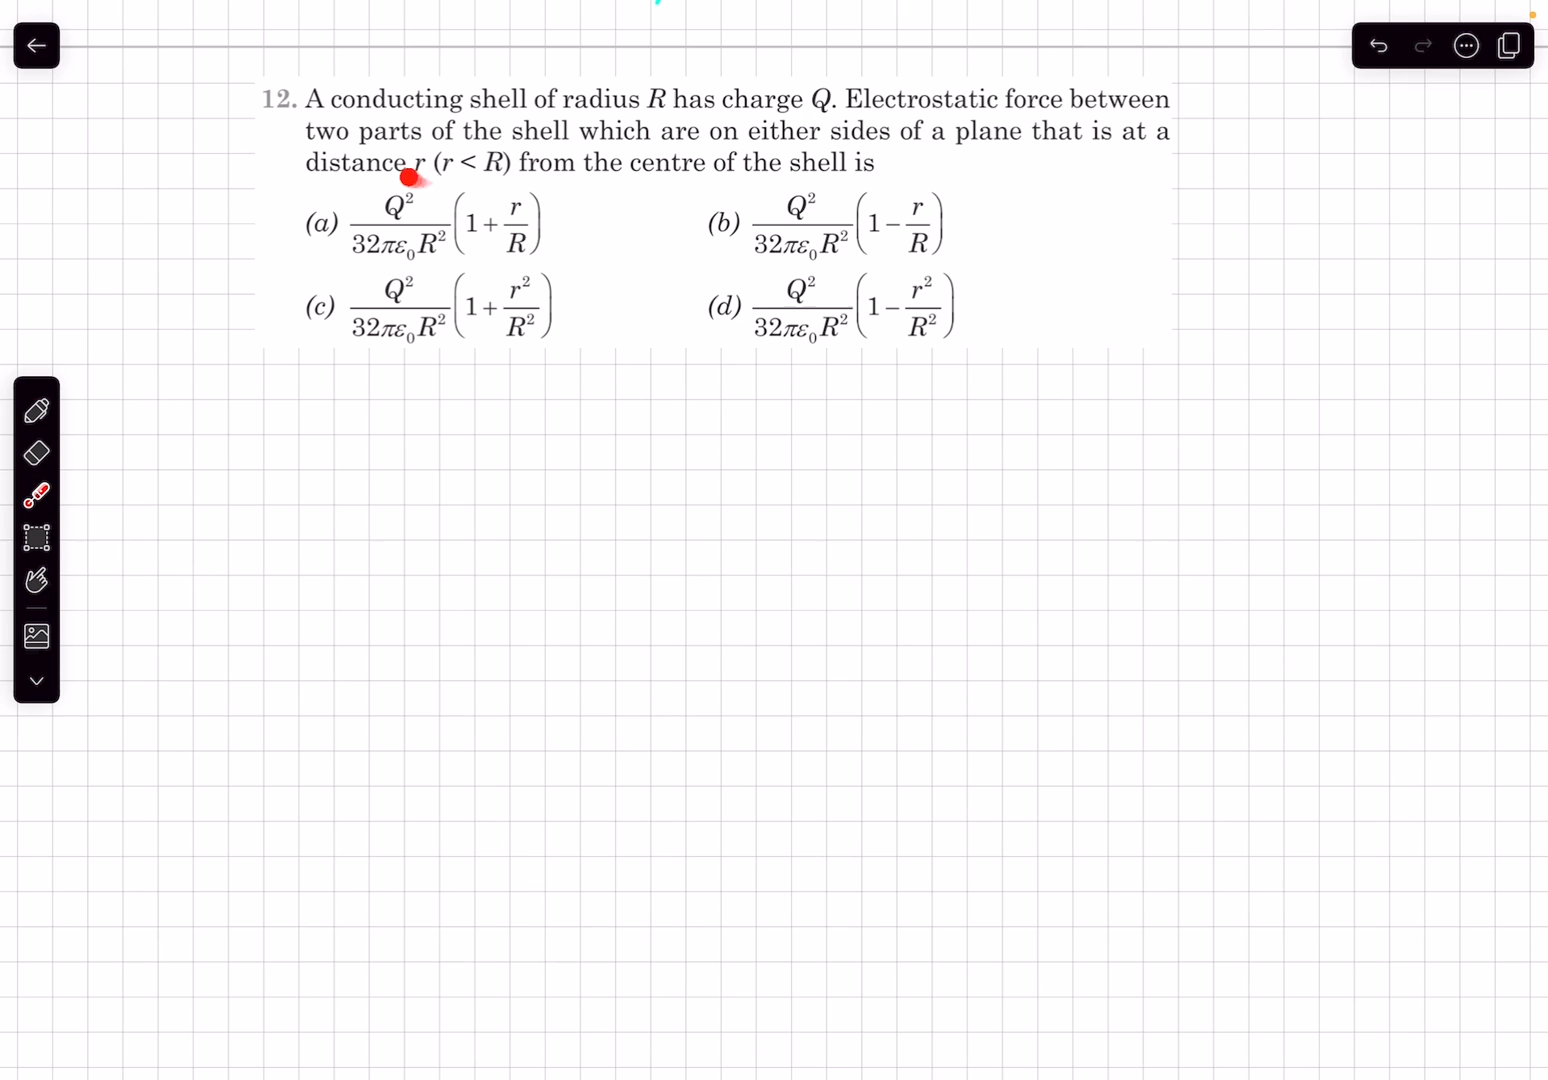 12. A conducting shell of radius R has charge Q. Electrostatic force between
two parts of the shell which are on either sides of a plane that is at a
distance r (r < R) from the centre of the shell is
(a) Q²/32πε₀R² (1 + r/R) (b) Q²/32πε₀R² (1 − r/R)
(c) Q²/32πε₀R² (1 + r²/R²) (d) Q²/32πε₀R² (1 − r²/R²)